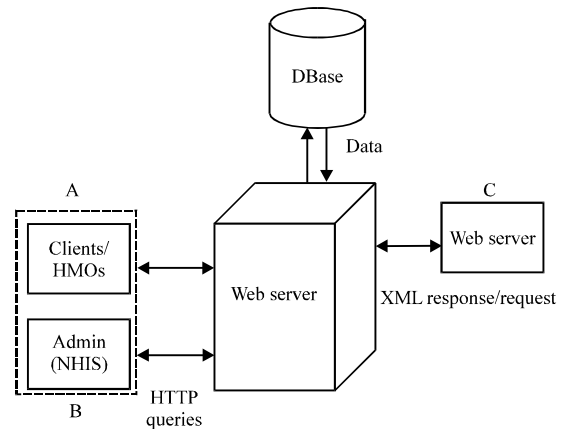 DBase
Data
A
C
Clients/
HMOs
Web server
Web server
XML response/request
Admin
(NHIS)
B
HTTP
queries